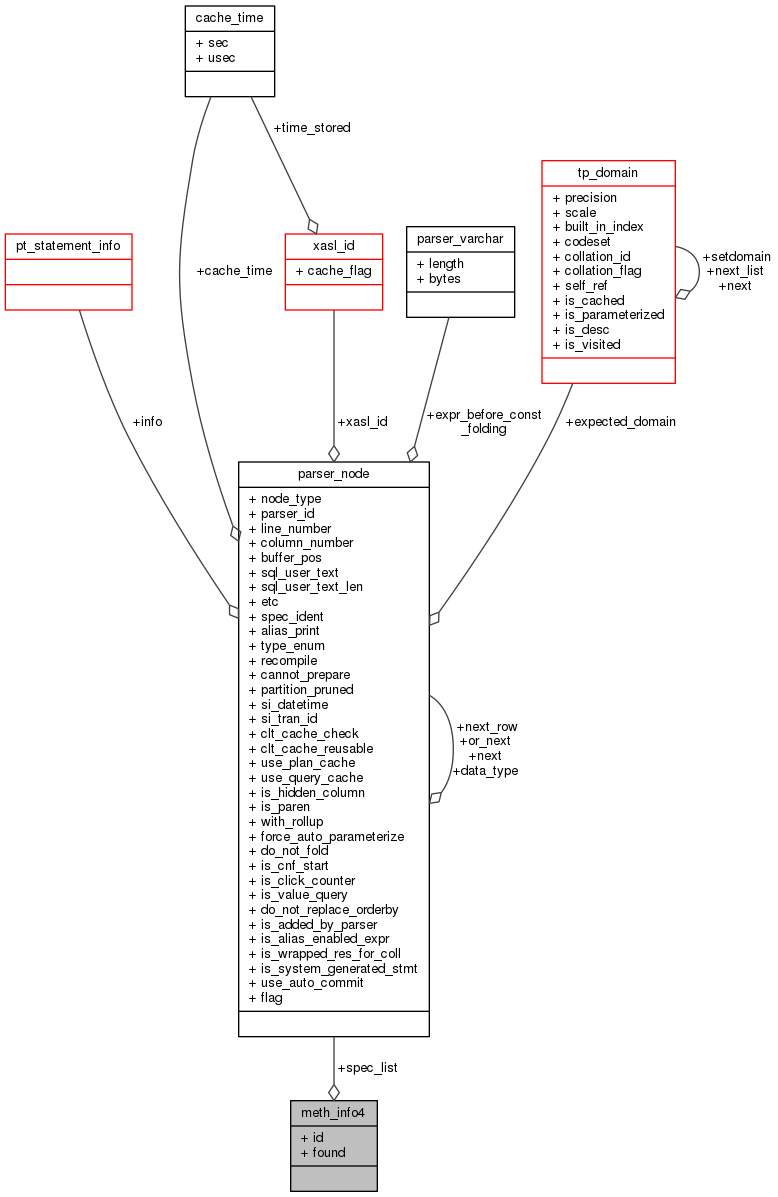 cache_time
+ sec
+ usec
+time_stored
tp_domain
+ precision
+ scale
+ built_in_index
+ codeset
+ collation_id
+ collation_flag
+ self_ref
+ is_cached
+ is_parameterized
+ is_desc
+ is_visited
+setdomain
+next_list
+next
pt_statement_info
xasl_id
+ cache_flag
parser_varchar
+ length
+ bytes
+cache_time
+info
+xasl_id
+expr_before_const
_folding
+expected_domain
parser_node
+ node_type
+ parser_id
+ line_number
+ column_number
+ buffer_pos
+ sql_user_text
+ sql_user_text_len
+ etc
+ spec_ident
+ alias_print
+ type_enum
+ recompile
+ cannot_prepare
+ partition_pruned
+ si_datetime
+ si_tran_id
+ clt_cache_check
+ clt_cache_reusable
+ use_plan_cache
+ use_query_cache
+ is_hidden_column
+ is_paren
+ with_rollup
+ force_auto_parameterize
+ do_not_fold
+ is_cnf_start
+ is_click_counter
+ is_value_query
+ do_not_replace_orderby
+ is_added_by_parser
+ is_alias_enabled_expr
+ is_wrapped_res_for_coll
+ is_system_generated_stmt
+ use_auto_commit
+ flag
+next_row
+or_next
+next
+data_type
+spec_list
meth_info4
+ id
+ found